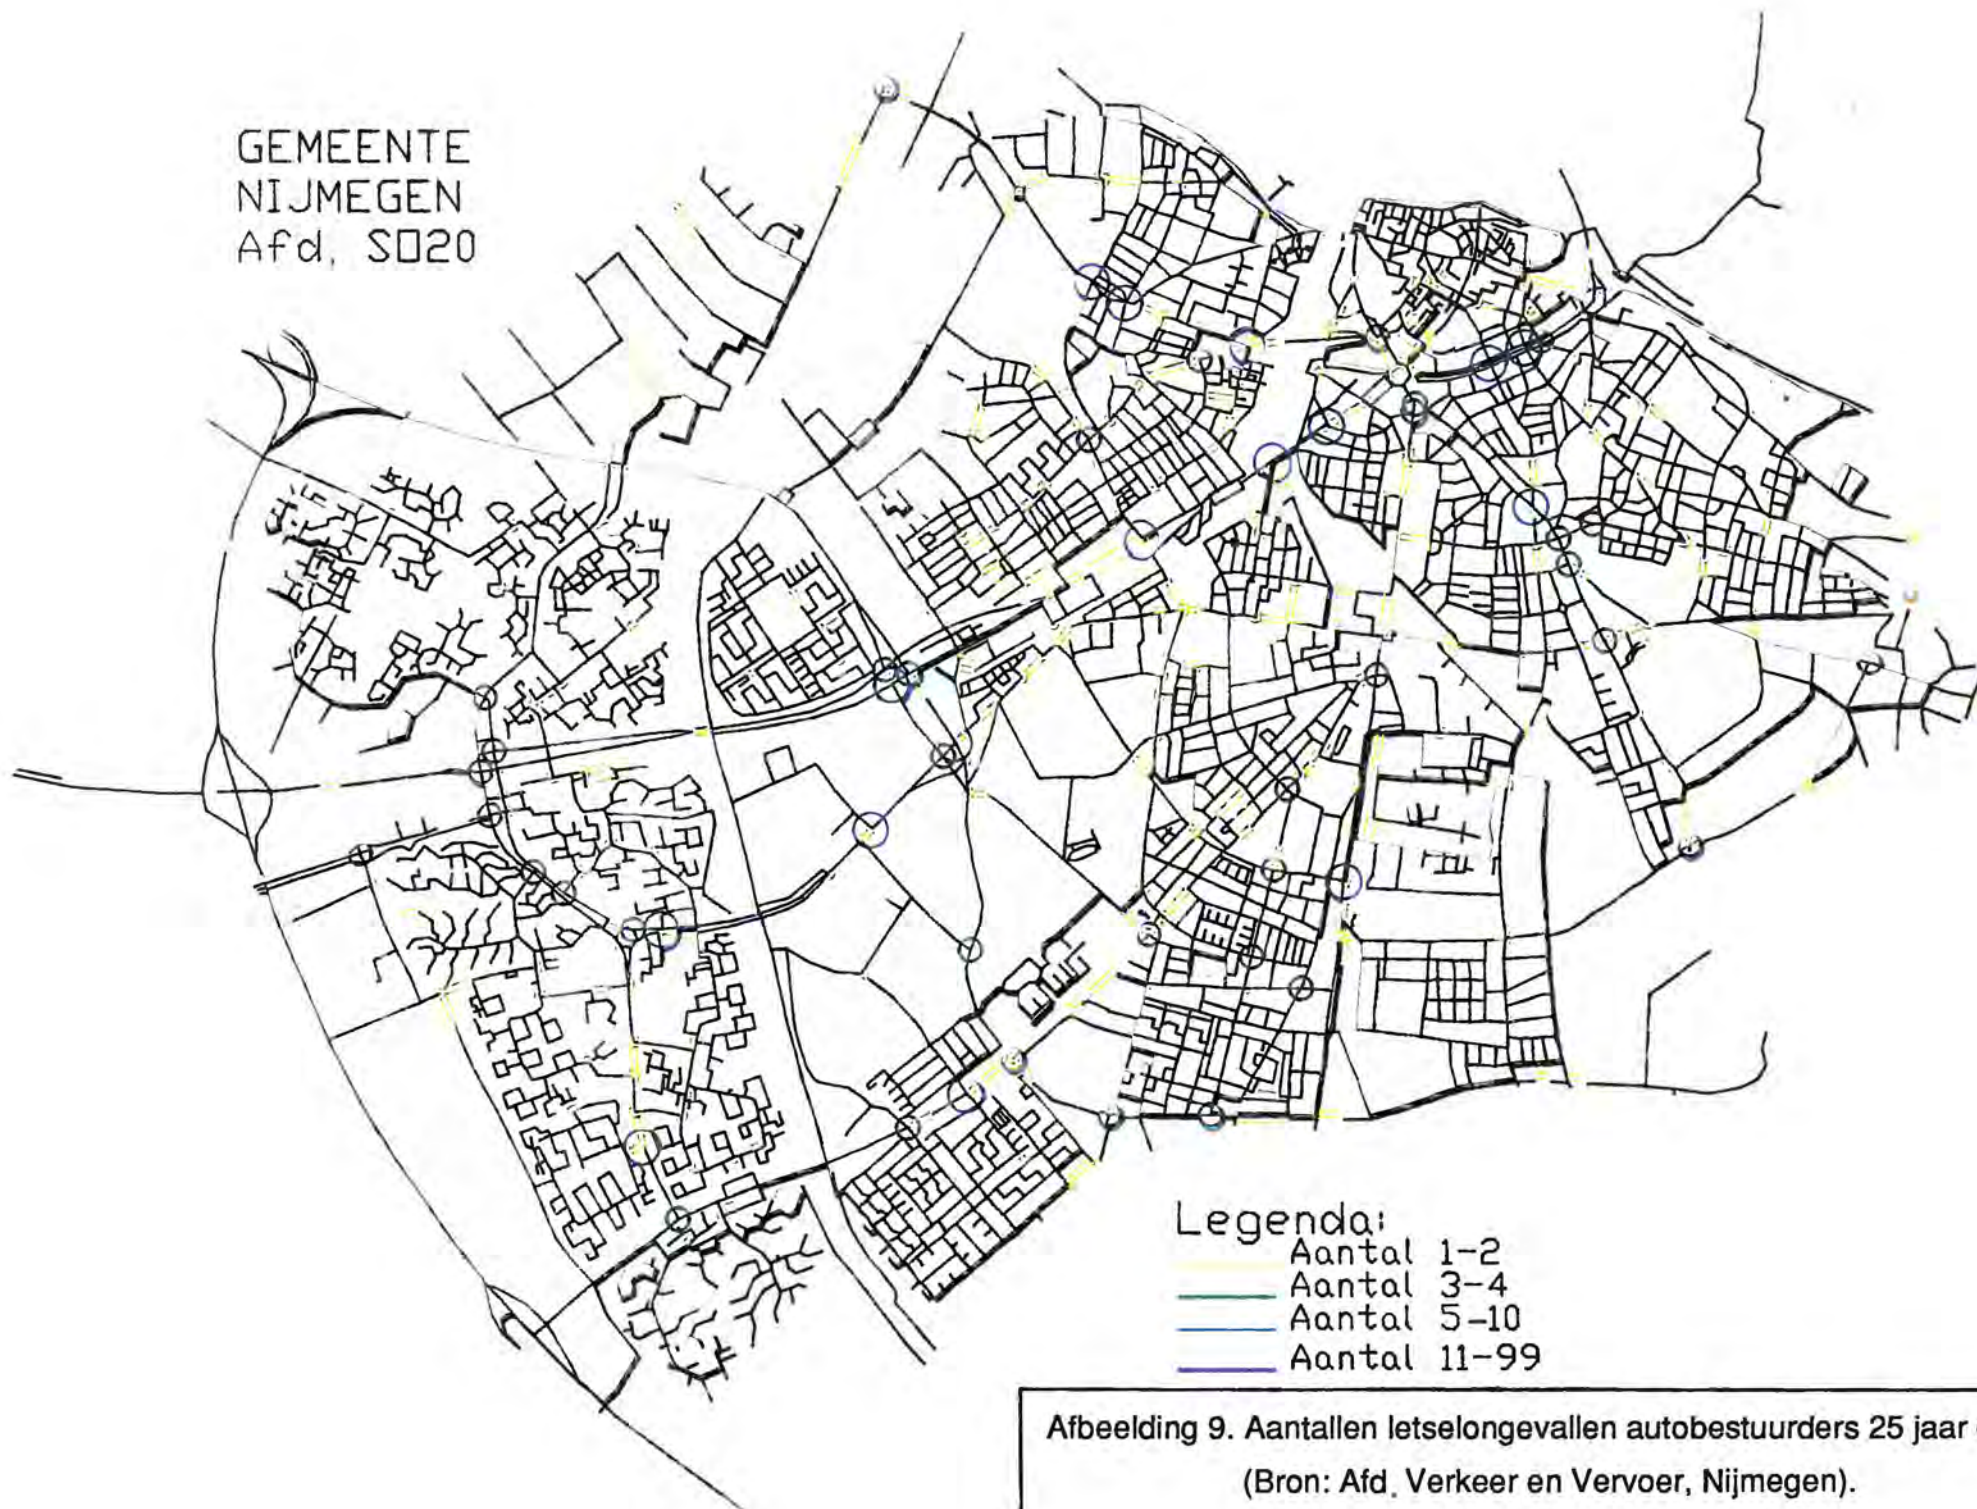 GEMEENTE
NIJMEGEN
Afd. SO20
Legenda:
Aantal 1-2
Aantal 3-4
Aantal 5-10
Aantal 11-99
Afbeelding 9. Aantallen letselongevallen autobestuurders 25 jaar
(Bron: Afd. Verkeer en Vervoer, Nijmegen).